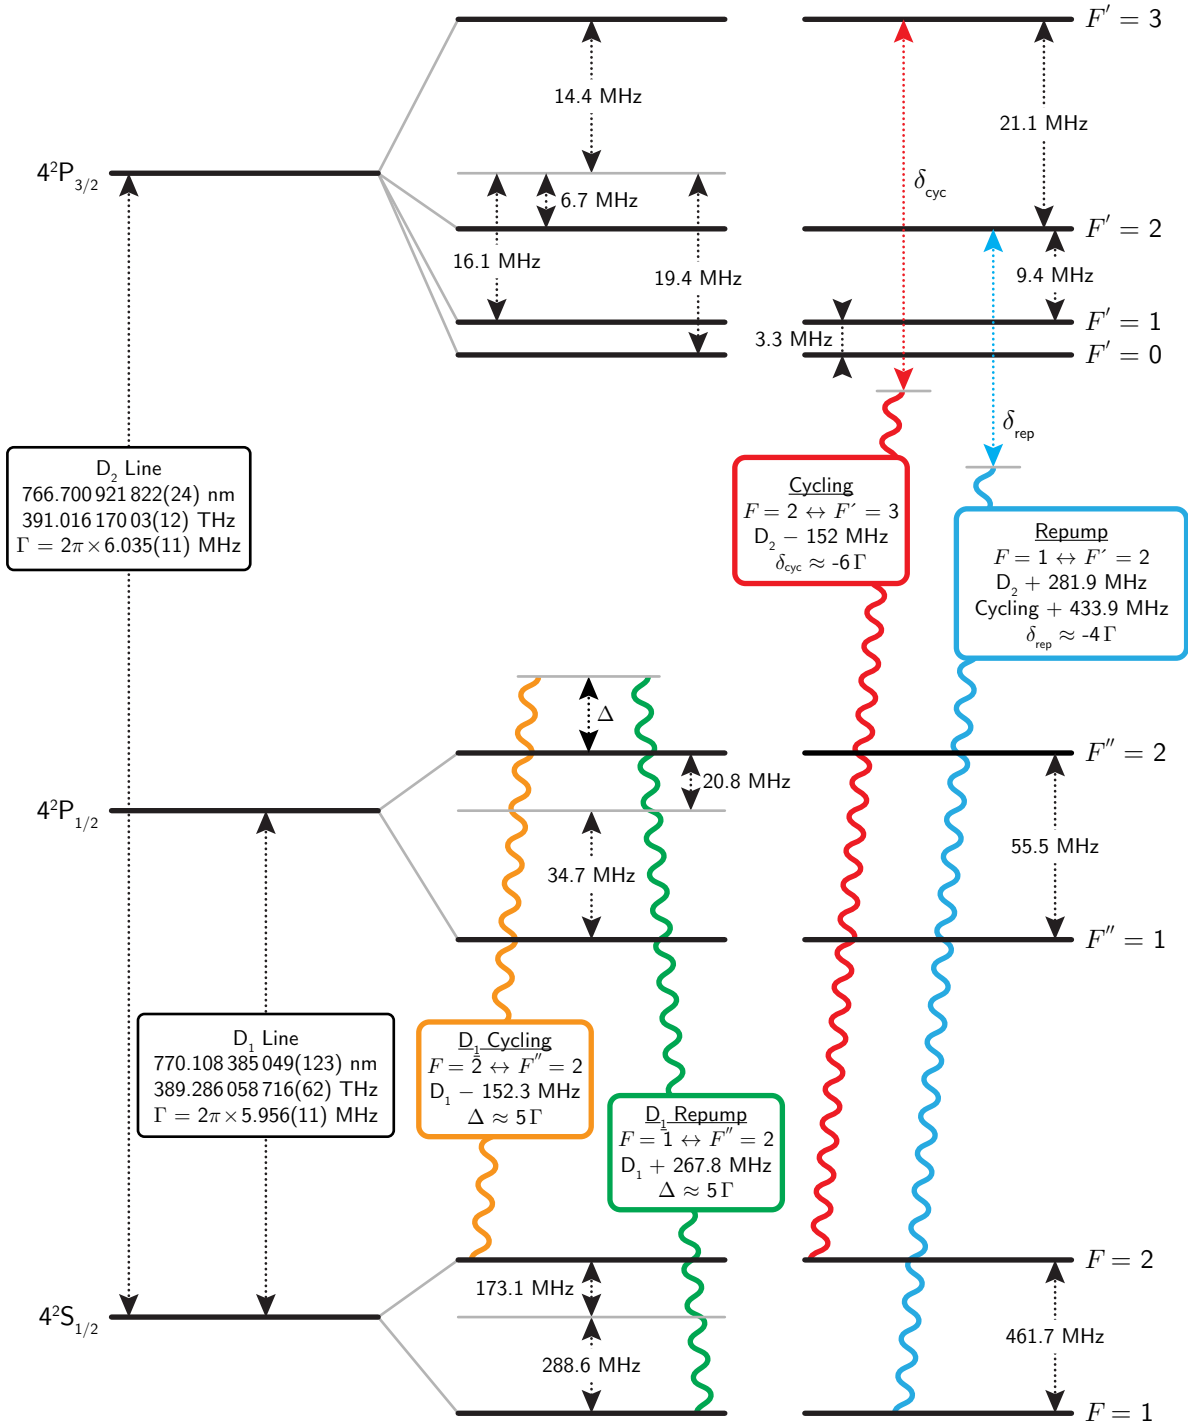 F′ = 3
14.4 MHz
21.1 MHz
4²P₃/₂
δcyc
6.7 MHz
F′ = 2
16.1 MHz
19.4 MHz
9.4 MHz
F′ = 1
3.3 MHz
F′ = 0
δrep
D₂ Line
766.700 921 822(24) nm
391.016 170 03(12) THz
Γ = 2π × 6.035(11) MHz
Cycling
F = 2 ↔ F′ = 3
D₂ − 152 MHz
δcyc ≈ -6 Γ
Repump
F = 1 ↔ F′ = 2
D₂ + 281.9 MHz
Cycling + 433.9 MHz
δrep ≈ -4 Γ
Δ
F″ = 2
20.8 MHz
4²P₁/₂
34.7 MHz
55.5 MHz
F″ = 1
D₁ Line
770.108 385 049(123) nm
389.286 058 716(62) THz
Γ = 2π × 5.956(11) MHz
D₁ Cycling
F = 2 ↔ F″ = 2
D₁ − 152.3 MHz
Δ ≈ 5 Γ
D₁ Repump
F = 1 ↔ F″ = 2
D₁ + 267.8 MHz
Δ ≈ 5 Γ
F = 2
173.1 MHz
4²S₁/₂
461.7 MHz
288.6 MHz
F = 1